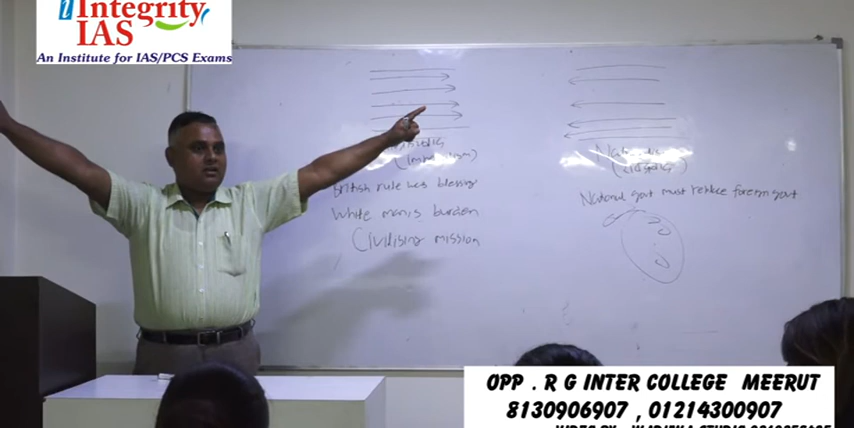 iIntegrity
IAS
An Institute for IAS/PCS Exams
British rule was blessing
White man's burden
Civilising mission
National govt must replace foreign govt
OPP . R G INTER COLLEGE MEERUT
8130906907 , 01214300907